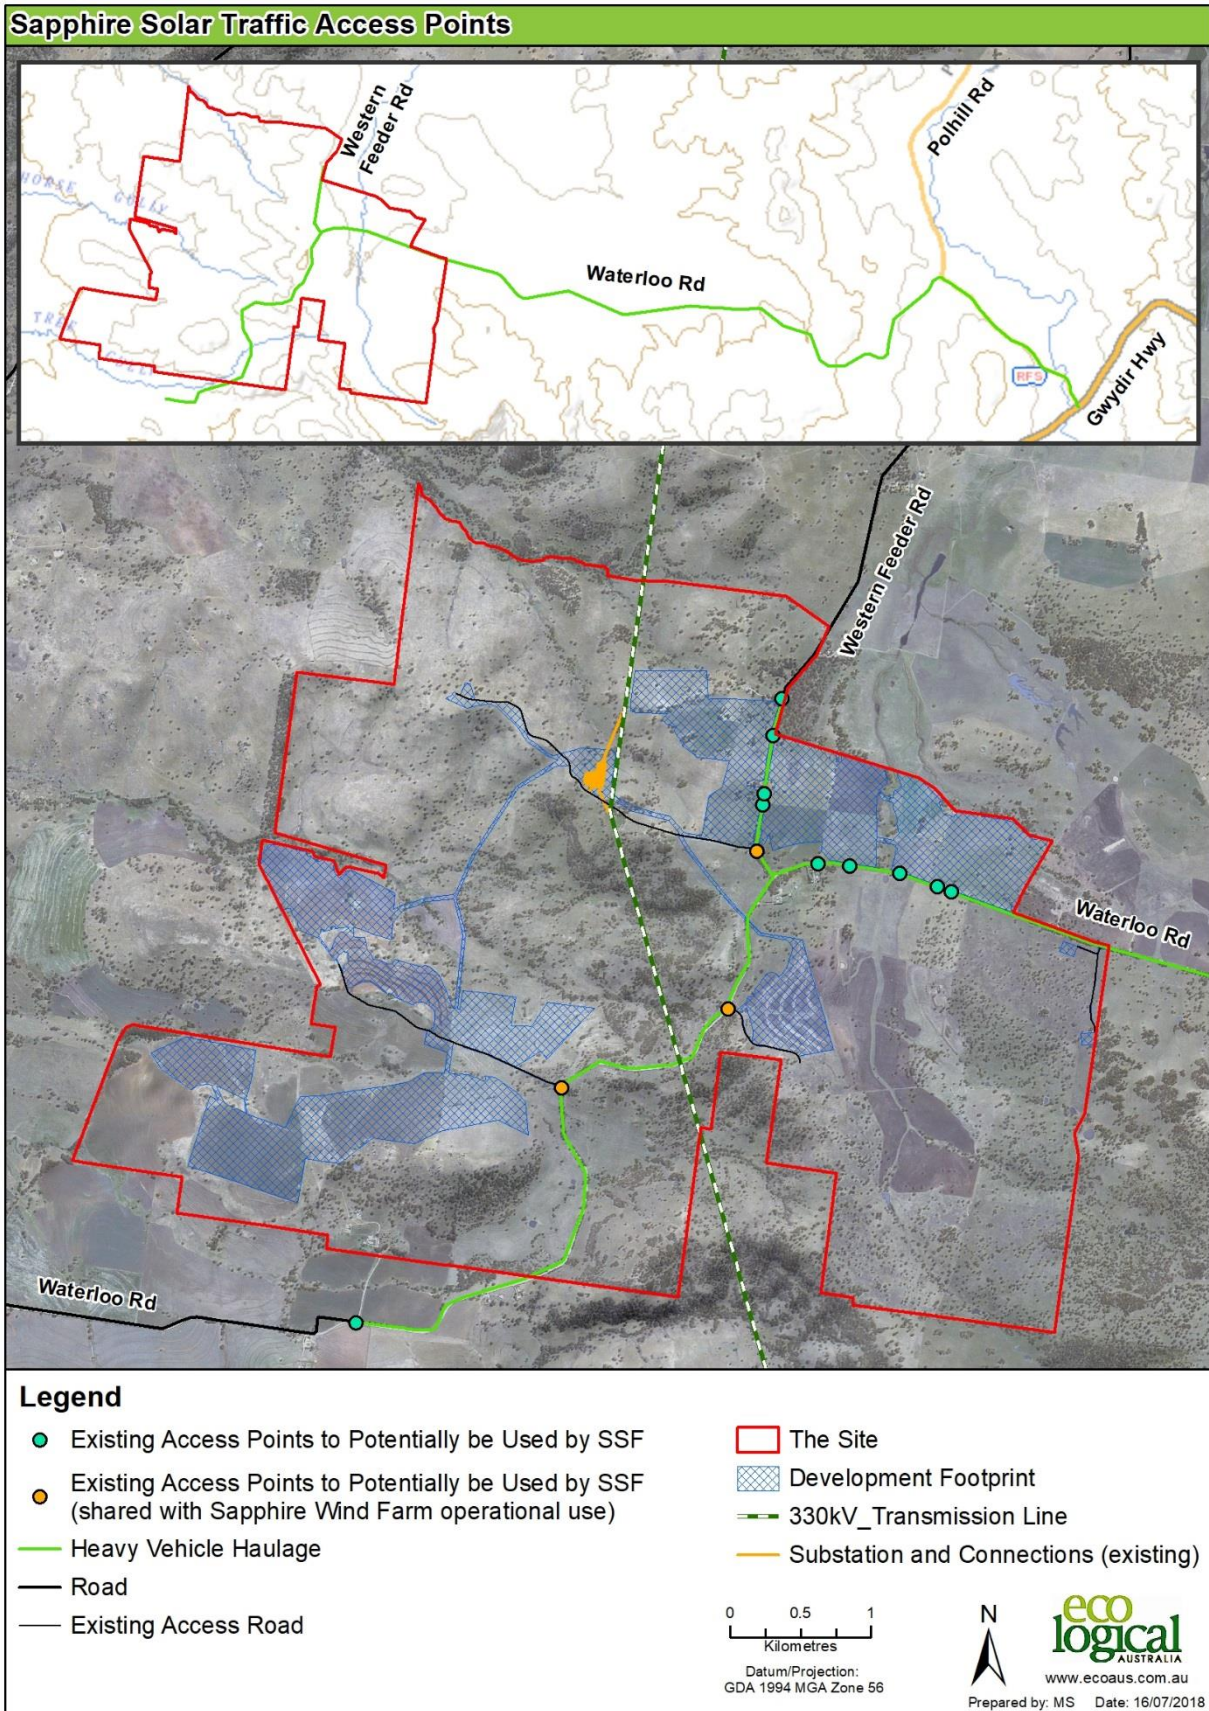 Sapphire Solar Traffic Access Points
Western
Feeder Rd
Polhill Rd
HORSE
GULLY
Waterloo Rd
TREE
GULLY
RFS
Gwydir Hwy
Western Feeder Rd
Waterloo Rd
Waterloo Rd
Legend
Existing Access Points to Potentially be Used by SSF
Existing Access Points to Potentially be Used by SSF
(shared with Sapphire Wind Farm operational use)
Heavy Vehicle Haulage
Road
Existing Access Road
The Site
Development Footprint
330kV_Transmission Line
Substation and Connections (existing)
0 0.5 1
Kilometres
Datum/Projection:
GDA 1994 MGA Zone 56
N
eco
logical
AUSTRALIA
www.ecoaus.com.au
Prepared by: MS Date: 16/07/2018